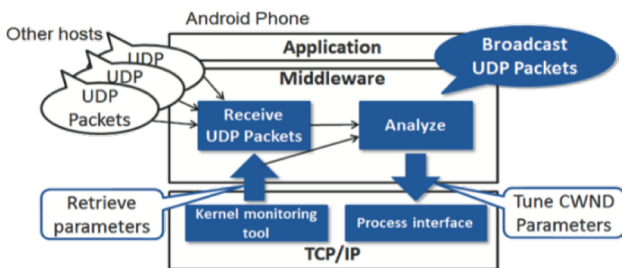 Android Phone
Other hosts
Application
Broadcast
UDP Packets
Middleware
UDP
UDP
UDP
Packets
Receive
UDP Packets
Analyze
Retrieve
parameters
Tune CWND
Parameters
Kernel monitoring
tool
Process interface
TCP/IP